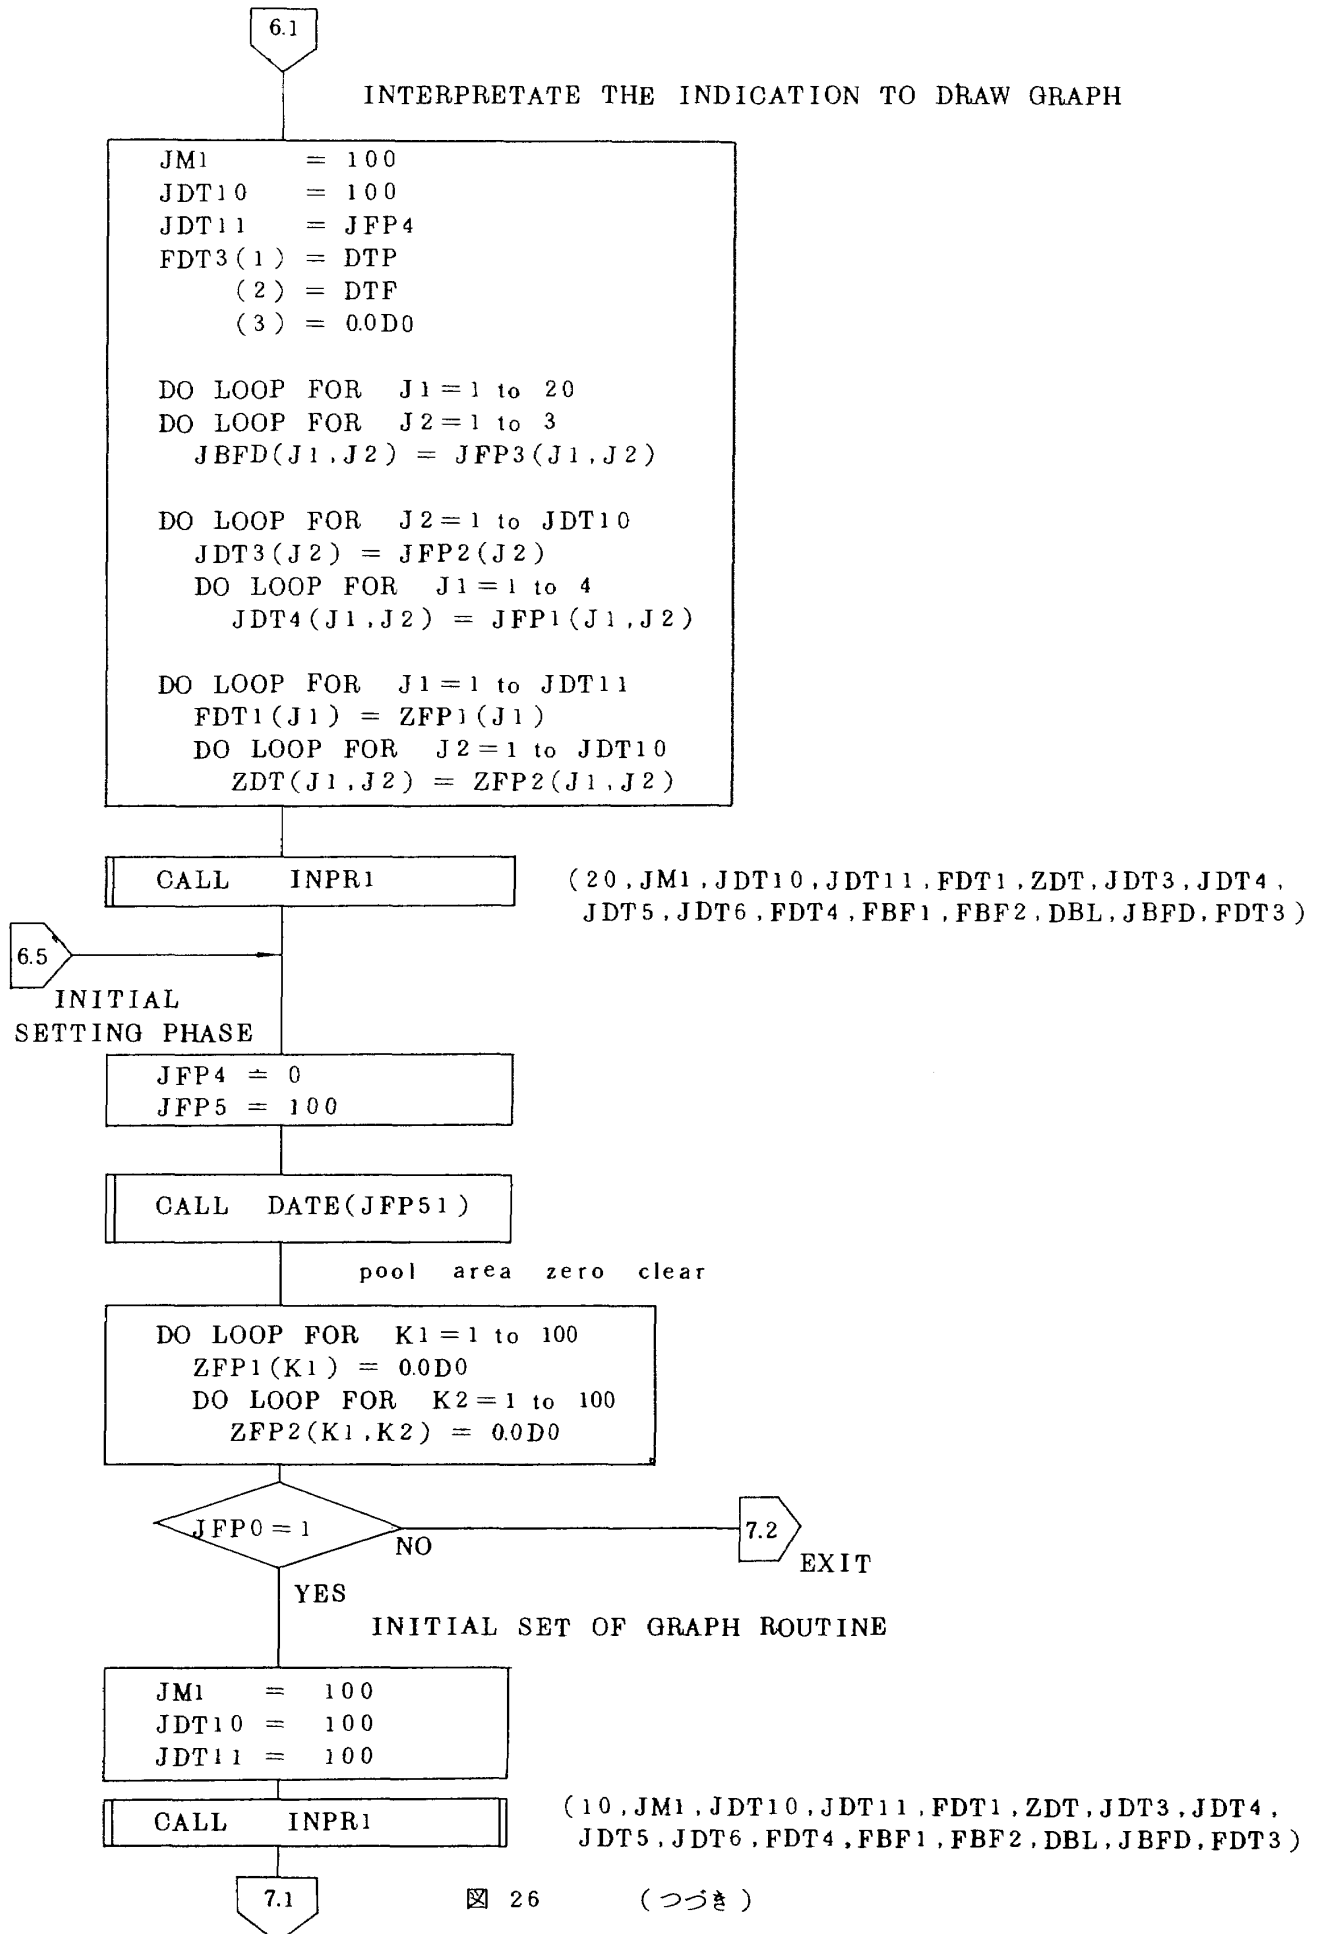 6.1
INTERPRETATE THE INDICATION TO DRAW GRAPH
JM1 = 100
JDT10 = 100
JDT11 = JFP4
FDT3(1) = DTP
(2) = DTF
(3) = 0.0D0
DO LOOP FOR J1=1 to 20
DO LOOP FOR J2=1 to 3
JBFD(J1,J2) = JFP3(J1,J2)
DO LOOP FOR J2=1 to JDT10
JDT3(J2) = JFP2(J2)
DO LOOP FOR J1=1 to 4
JDT4(J1,J2) = JFP1(J1,J2)
DO LOOP FOR J1=1 to JDT11
FDT1(J1) = ZFP1(J1)
DO LOOP FOR J2=1 to JDT10
ZDT(J1,J2) = ZFP2(J1,J2)
CALL INPR1
(20,JM1,JDT10,JDT11,FDT1,ZDT,JDT3,JDT4,
JDT5,JDT6,FDT4,FBF1,FBF2,DBL,JBFD,FDT3)
6.5
INITIAL
SETTING PHASE
JFP4 = 0
JFP5 = 100
CALL DATE(JFP51)
pool area zero clear
DO LOOP FOR K1=1 to 100
ZFP1(K1) = 0.0D0
DO LOOP FOR K2=1 to 100
ZFP2(K1,K2) = 0.0D0
JFP0=1
NO
7.2
EXIT
YES
INITIAL SET OF GRAPH ROUTINE
JM1 = 100
JDT10 = 100
JDT11 = 100
CALL INPR1
(10,JM1,JDT10,JDT11,FDT1,ZDT,JDT3,JDT4,
JDT5,JDT6,FDT4,FBF1,FBF2,DBL,JBFD,FDT3)
7.1
図 26 (つづき)